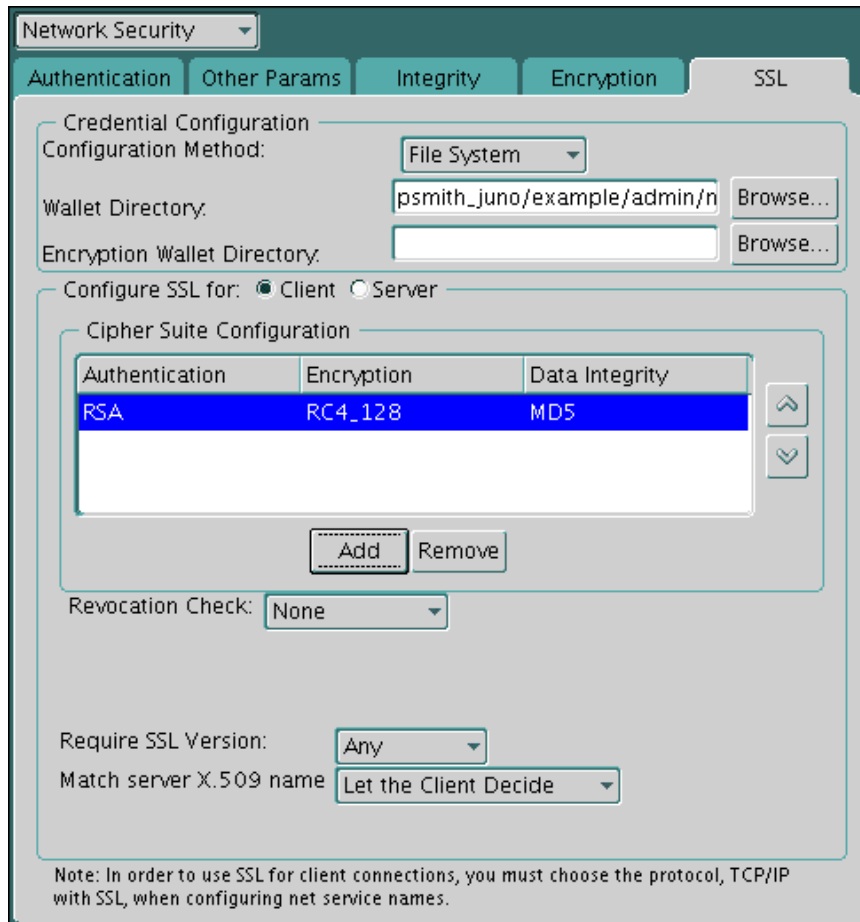 Network Security
Authentication Other Params Integrity Encryption SSL
Credential Configuration
Configuration Method: File System
Wallet Directory: psmith_juno/example/admin/n Browse...
Encryption Wallet Directory: Browse...
Configure SSL for: Client Server
Cipher Suite Configuration
Authentication Encryption Data Integrity
RSA RC4_128 MD5
Add Remove
Revocation Check: None
Require SSL Version: Any
Match server X.509 name Let the Client Decide
Note: In order to use SSL for client connections, you must choose the protocol, TCP/IP
with SSL, when configuring net service names.